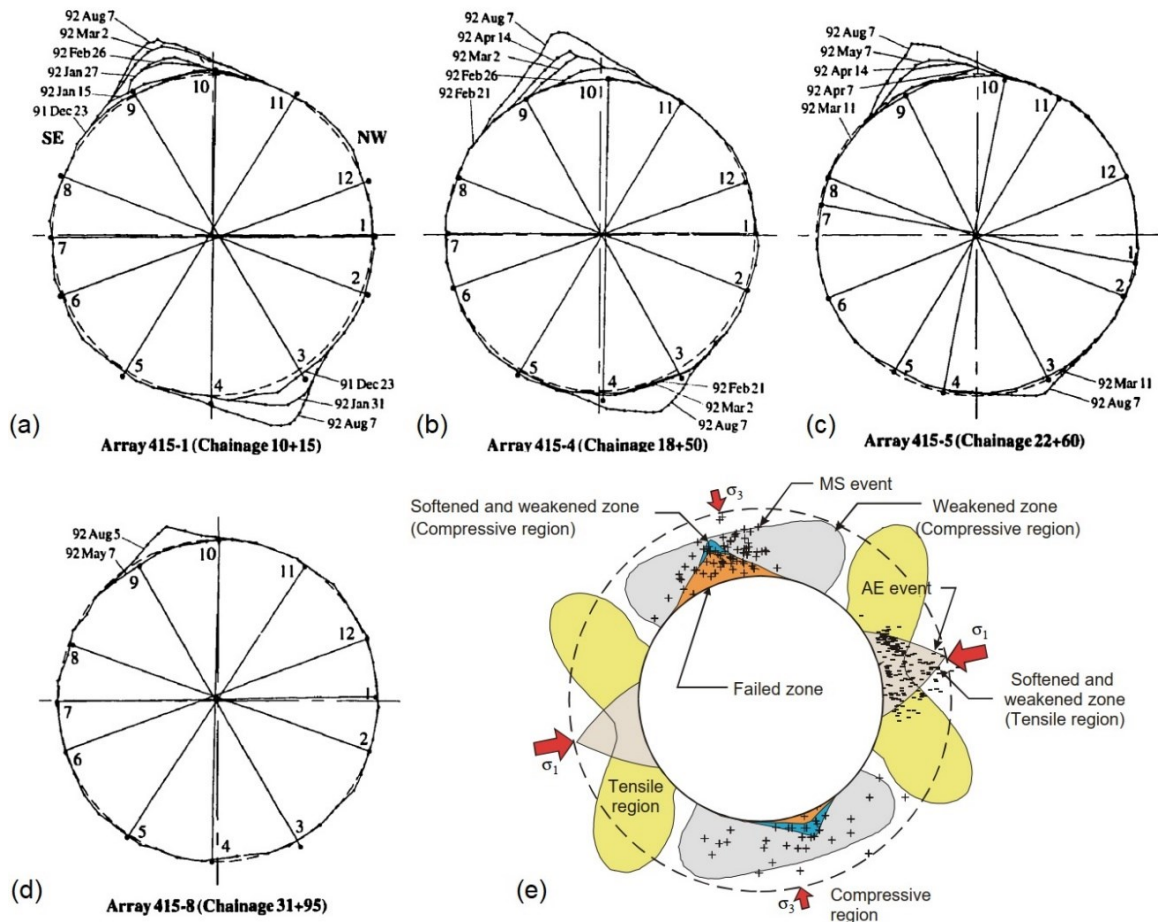 92 Aug 7
92 Mar 2
92 Feb 26
92 Jan 27
92 Jan 15
91 Dec 23
SE
NW
10
9
11
8
12
7
1
6
2
5
4
3
91 Dec 23
92 Jan 31
92 Aug 7
(a)
Array 415-1 (Chainage 10+15)
92 Aug 7
92 Apr 14
92 Mar 2
92 Feb 26
92 Feb 21
10
9
11
8
12
7
1
6
2
5
4
3
92 Feb 21
92 Mar 2
92 Aug 7
(b)
Array 415-4 (Chainage 18+50)
92 Aug 7
92 May 7
92 Apr 14
92 Apr 7
92 Mar 11
10
9
11
8
12
7
1
6
2
5
4
3
92 Mar 11
92 Aug 7
(c)
Array 415-5 (Chainage 22+60)
92 Aug 5
92 May 7
10
9
11
8
12
7
1
6
2
5
4
3
(d)
Array 415-8 (Chainage 31+95)
σ3
MS event
Softened and weakened zone
(Compressive region)
Weakened zone
(Compressive region)
AE event
σ1
Failed zone
Softened and
weakened zone
(Tensile region)
σ1
Tensile
region
σ3
Compressive
region
(e)